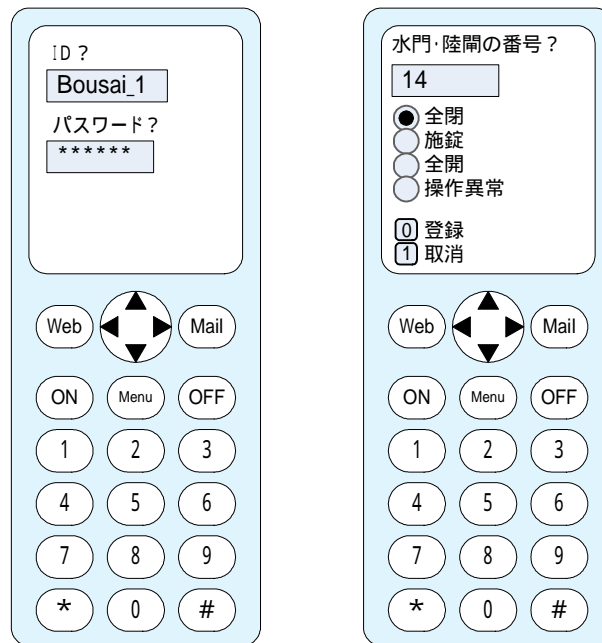 ID？
Bousai_1
パスワード？
******
Web
Mail
ON Menu OFF
1 2 3
4 5 6
7 8 9
* 0 #
水門・陸閘の番号？
14
全閉
施錠
全開
操作異常
0 登録
1 取消
Web
Mail
ON Menu OFF
1 2 3
4 5 6
7 8 9
* 0 #